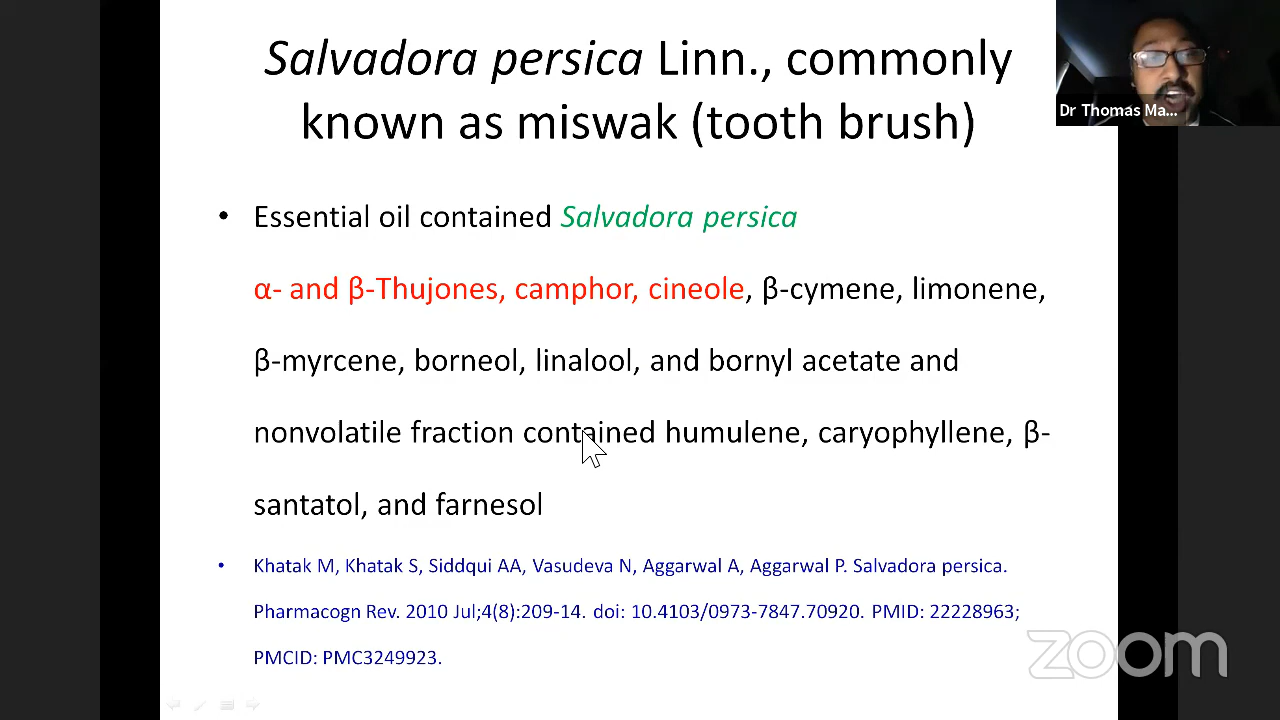 Salvadora persica Linn., commonly
known as miswak (tooth brush)
Dr Thomas Ma...
• Essential oil contained Salvadora persica
α- and β-Thujones, camphor, cineole, β-cymene, limonene,
β-myrcene, borneol, linalool, and bornyl acetate and
nonvolatile fraction contained humulene, caryophyllene, β-
santatol, and farnesol
• Khatak M, Khatak S, Siddqui AA, Vasudeva N, Aggarwal A, Aggarwal P. Salvadora persica.
Pharmacogn Rev. 2010 Jul;4(8):209-14. doi: 10.4103/0973-7847.70920. PMID: 22228963;
PMCID: PMC3249923.
zoom